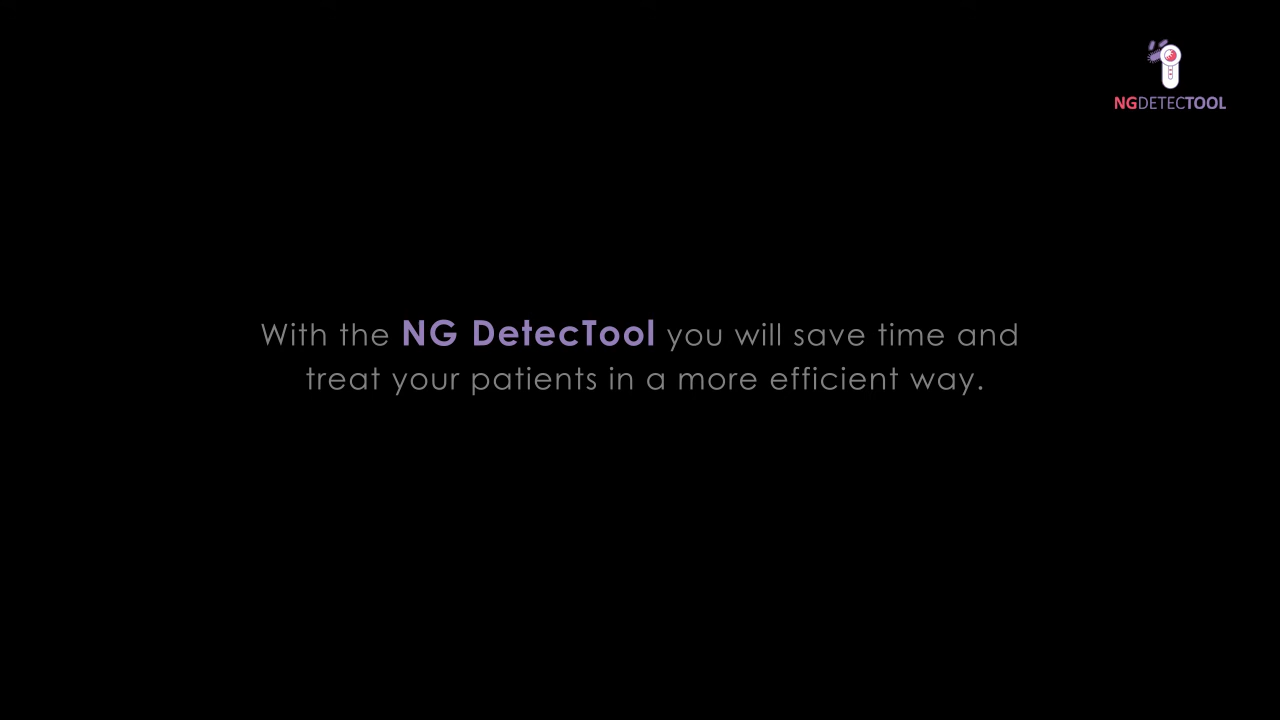 NGDETECTOOL
With the NG DetecTool you will save time and
treat your patients in a more efficient way.